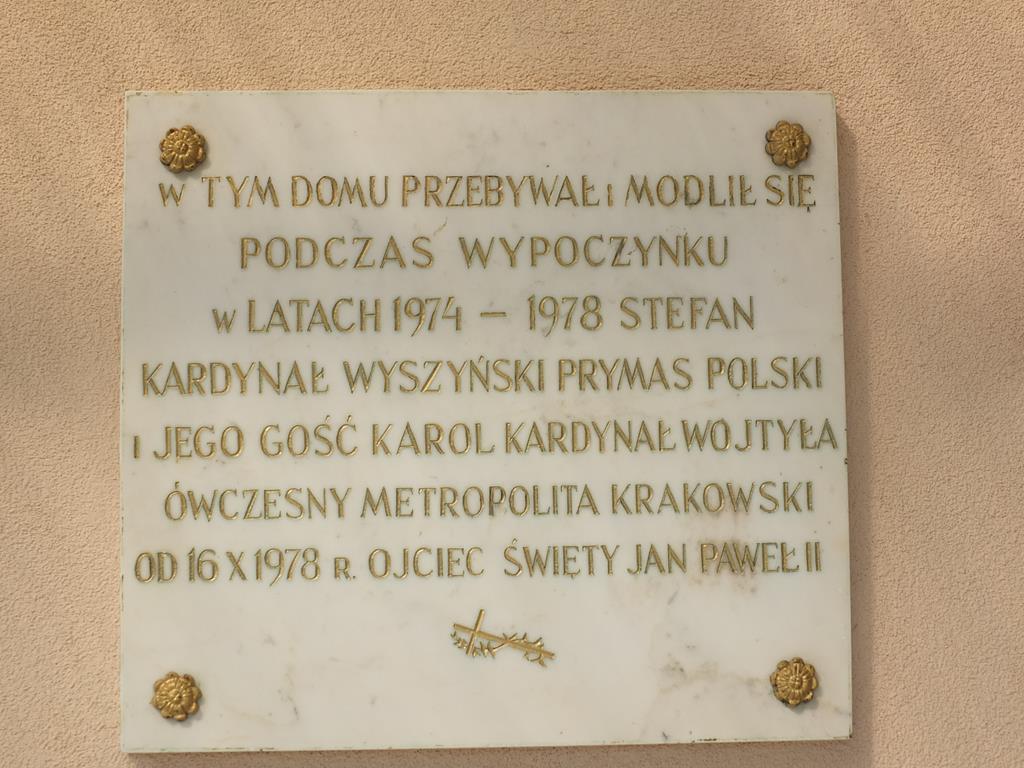 W TYM DOMU PRZEBYWAŁ i MODLIŁ SIĘ
PODCZAS WYPOCZYNKU
W LATACH 1974 – 1978 STEFAN
KARDYNAŁ WYSZYŃSKI PRYMAS POLSKI
I JEGO GOŚĆ KAROL KARDYNAŁ WOJTYŁA
ÓWCZESNY METROPOLITA KRAKOWSKI
OD 16 X 1978 R. OJCIEC ŚWIĘTY JAN PAWEŁ II